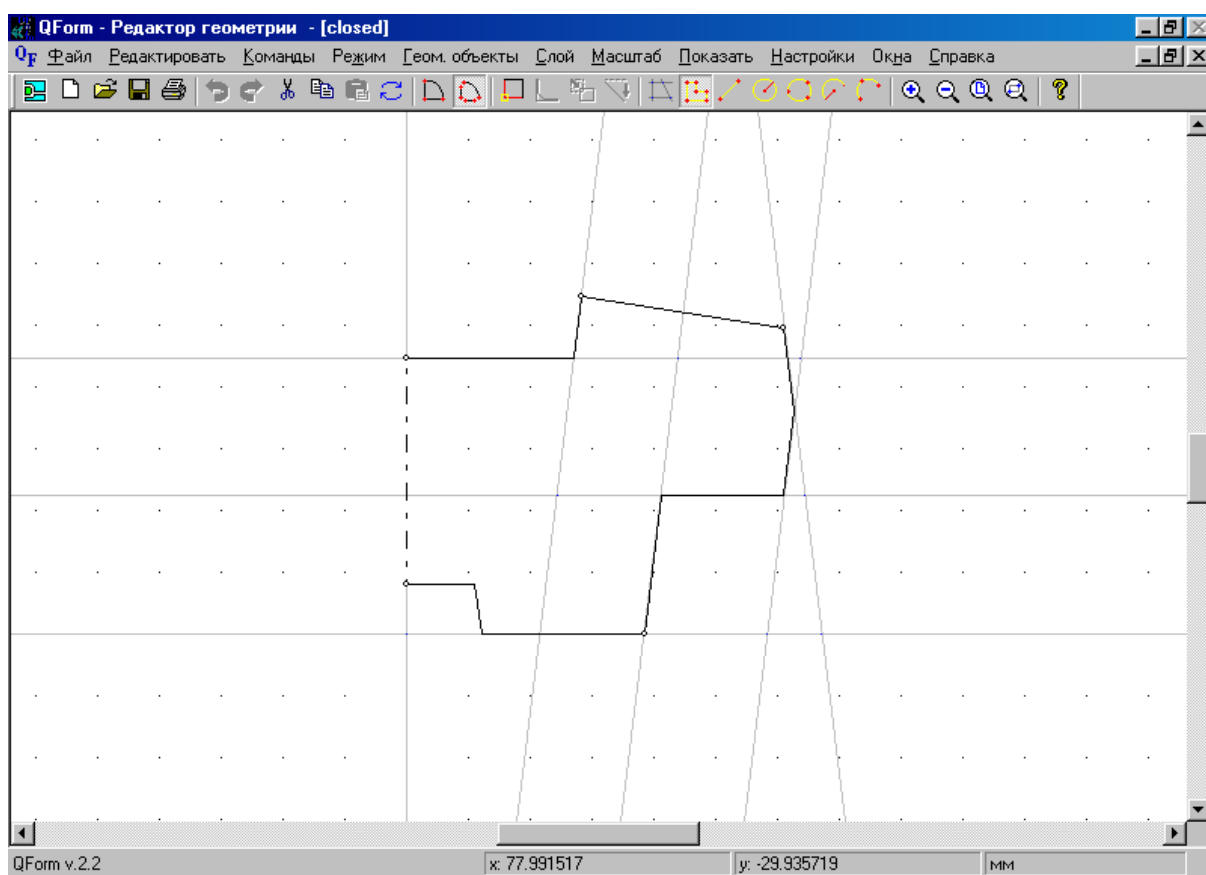 QForm - Редактор геометрии - [closed]
QF Файл Редактировать Команды Режим Геом. объекты Слой Масштаб Показать Настройки Окна Справка
QForm v.2.2 x: 77.991517 y: -29.935719 мм